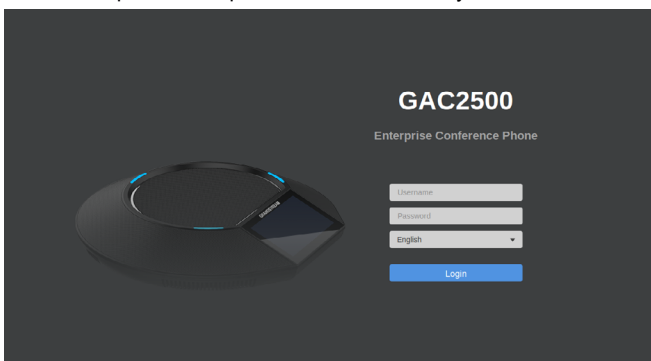 GAC2500
Enterprise Conference Phone
Username
Password
English
Login